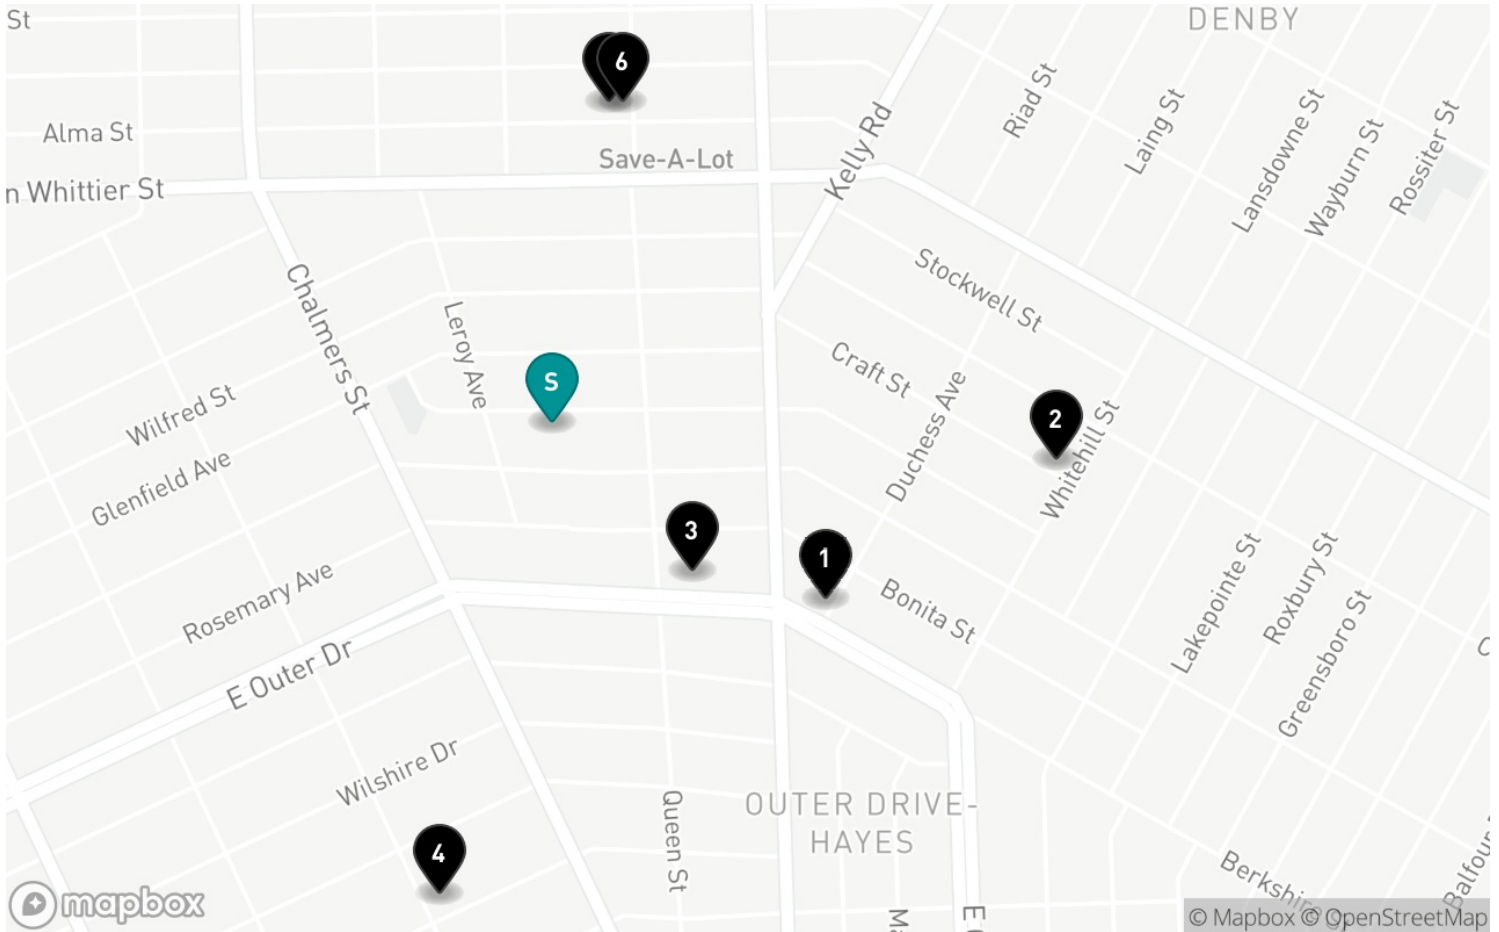 St
DENBY
6
Riad St
Laing St
Lansdowne St
Wayburn St
Rossiter St
Alma St
Kelly Rd
Save-A-Lot
n Whittier St
Stockwell St
Chalmers St
Leroy Ave
Craft St
S
Duchess Ave
2
Whitehill St
Wilfred St
Glenfield Ave
3
1
Rosemary Ave
Bonita St
Lakepointe St
Roxbury St
Greensboro St
C
E Outer Dr
Wilshire Dr
Queen St
OUTER DRIVE-
HAYES
4
Berkshire
Balfour
Ma
E
mapbox
© Mapbox © OpenStreetMap